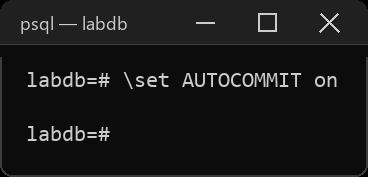 psql — labdb
labdb=# \set AUTOCOMMIT on
labdb=#